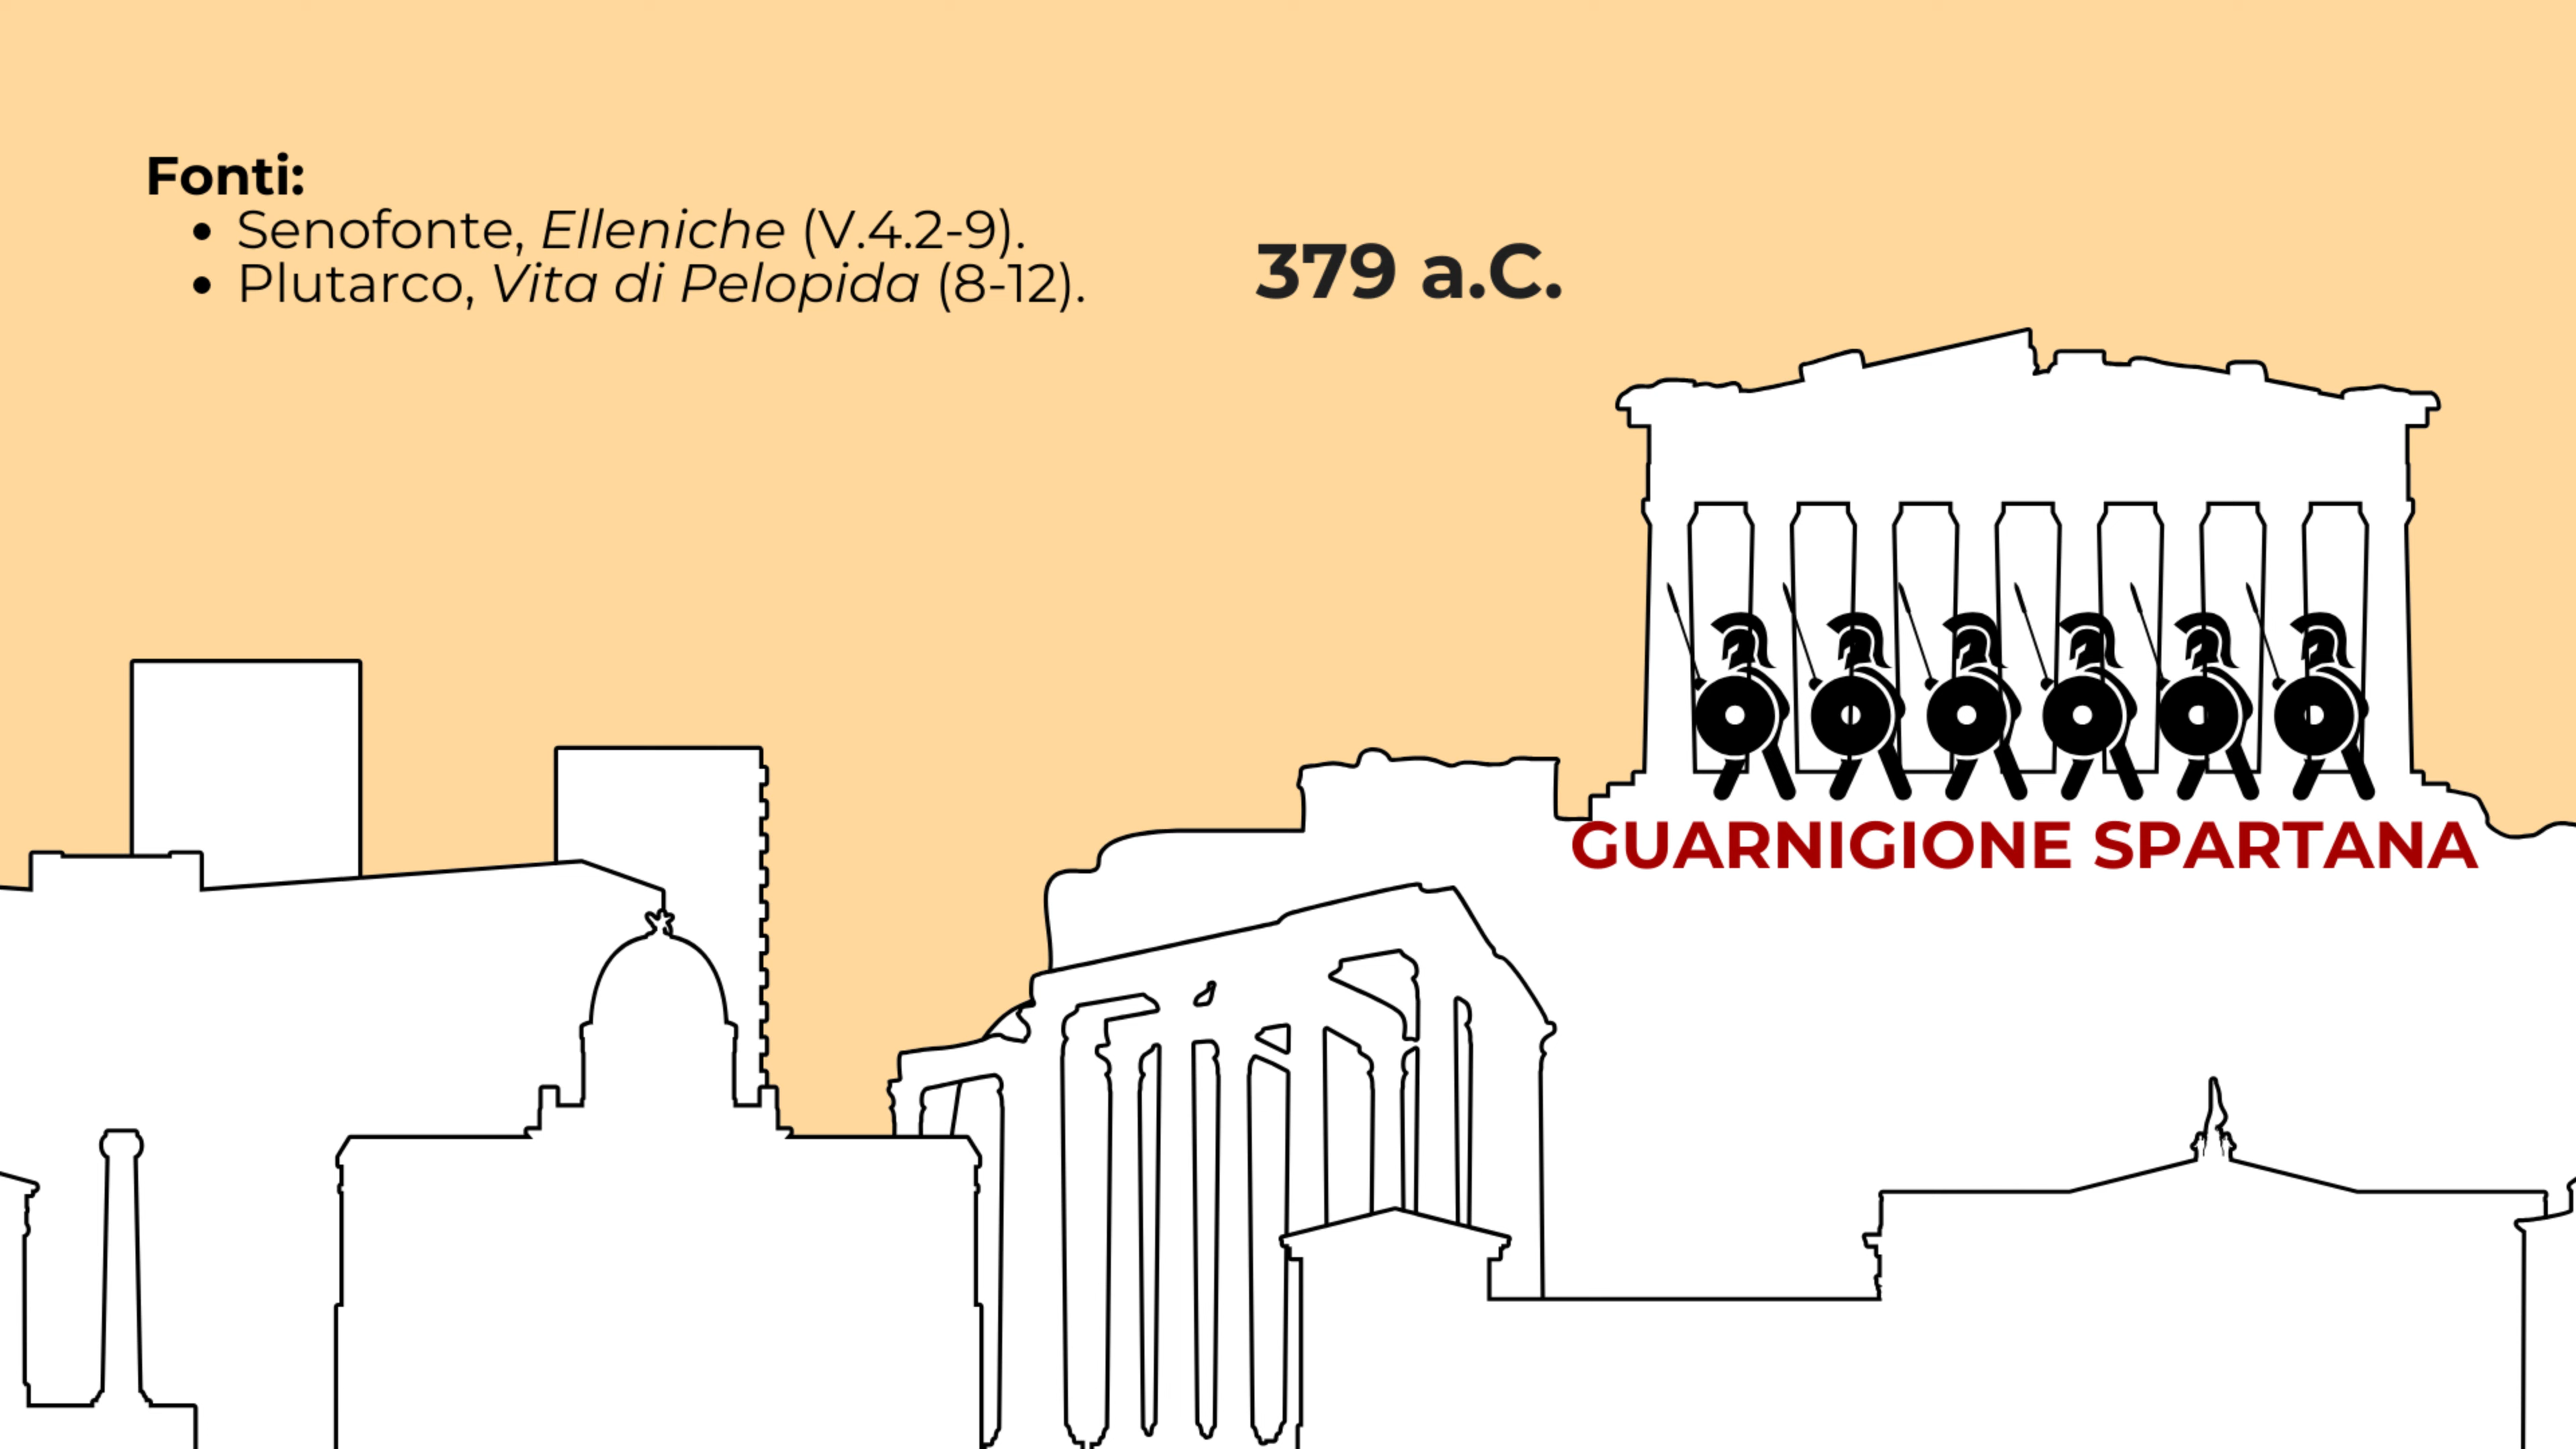 Fonti:
• Senofonte, Elleniche (V.4.2-9).
• Plutarco, Vita di Pelopida (8-12).
379 a.C.
GUARNIGIONE SPARTANA